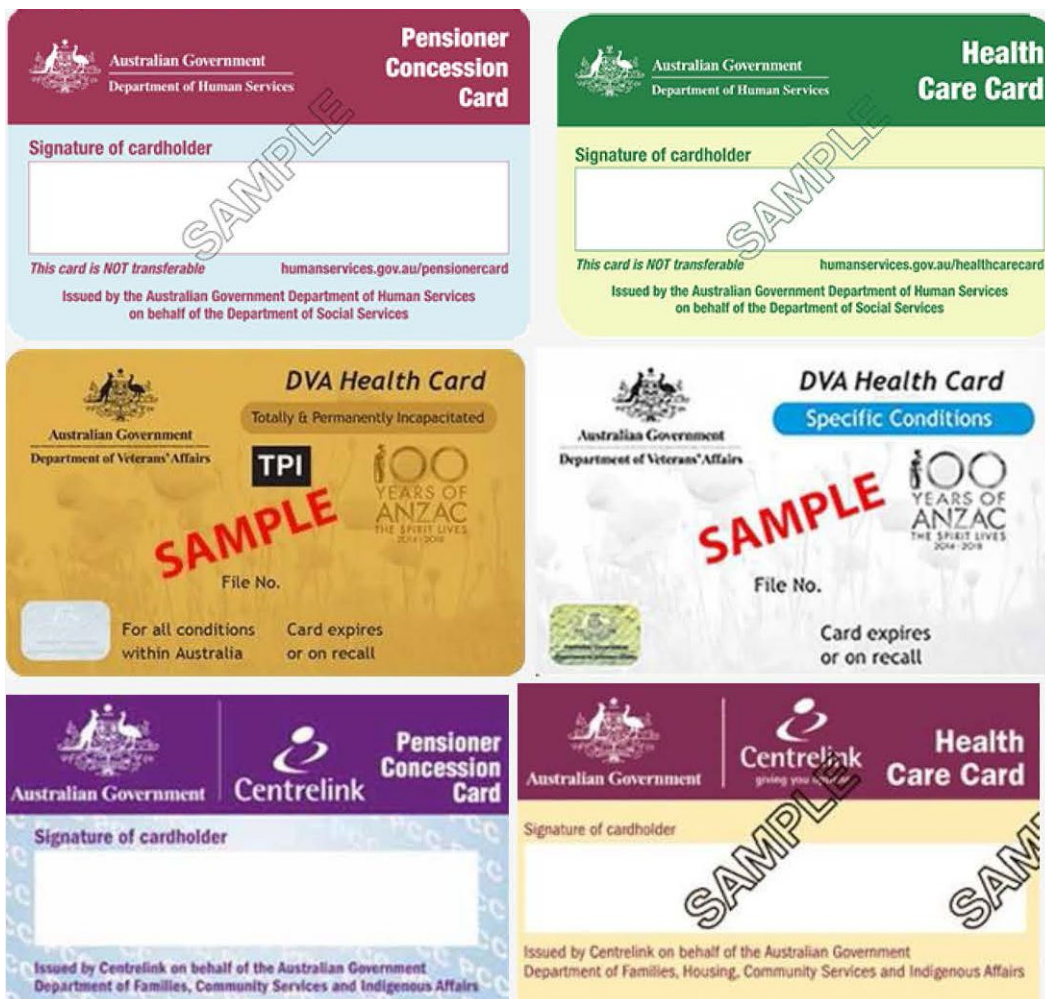 Australian Government
Department of Human Services
Pensioner
Concession
Card
Signature of cardholder
SAMPLE
This card is NOT transferable
humanservices.gov.au/pensionercard
Issued by the Australian Government Department of Human Services
on behalf of the Department of Social Services
Australian Government
Department of Human Services
Health
Care Card
Signature of cardholder
SAMPLE
This card is NOT transferable
humanservices.gov.au/healthcarecard
Issued by the Australian Government Department of Human Services
on behalf of the Department of Social Services
Australian Government
Department of Veterans' Affairs
DVA Health Card
Totally & Permanently Incapacitated
TPI
100
YEARS OF
ANZAC
THE SPIRIT LIVES
2014 - 2018
SAMPLE
File No.
For all conditions
within Australia
Card expires
or on recall
Australian Government
Department of Veterans' Affairs
DVA Health Card
Specific Conditions
100
YEARS OF
ANZAC
THE SPIRIT LIVES
2014 - 2018
SAMPLE
File No.
Card expires
or on recall
Australian Government
Centrelink
Pensioner
Concession
Card
Signature of cardholder
Issued by Centrelink on behalf of the Australian Government
Department of Families, Community Services and Indigenous Affairs
Australian Government
Centrelink
giving you
Health
Care Card
Signature of cardholder
SAMPLE
SAM
Issued by Centrelink on behalf of the Australian Government
Department of Families, Housing, Community Services and Indigenous Affairs